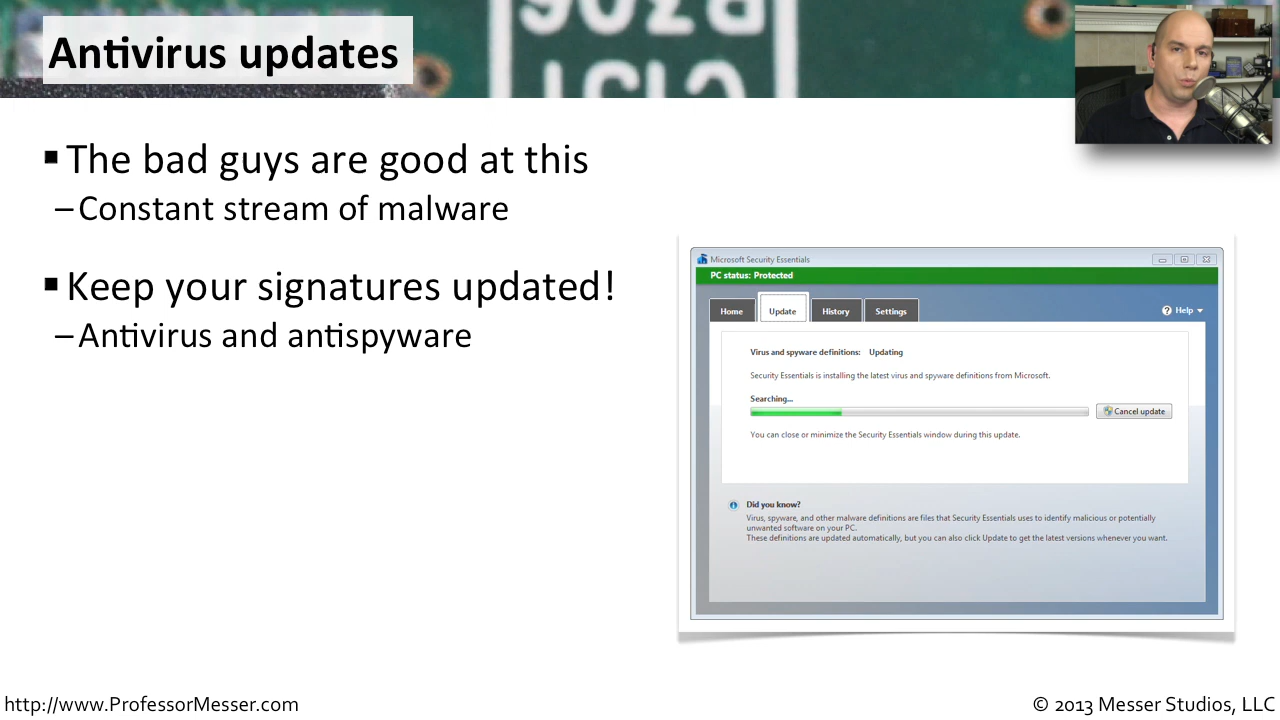 Antivirus updates
▪ The bad guys are good at this
– Constant stream of malware
▪ Keep your signatures updated!
– Antivirus and antispyware
Microsoft Security Essentials
PC status: Protected
Home
Update
History
Settings
Help
Virus and spyware definitions: Updating
Security Essentials is installing the latest virus and spyware definitions from Microsoft.
Searching...
Cancel update
You can close or minimize the Security Essentials window during this update.
Did you know?
Virus, spyware, and other malware definitions are files that Security Essentials uses to identify malicious or potentially
unwanted software on your PC.
These definitions are updated automatically, but you can also click Update to get the latest versions whenever you want.
http://www.ProfessorMesser.com
© 2013 Messer Studios, LLC